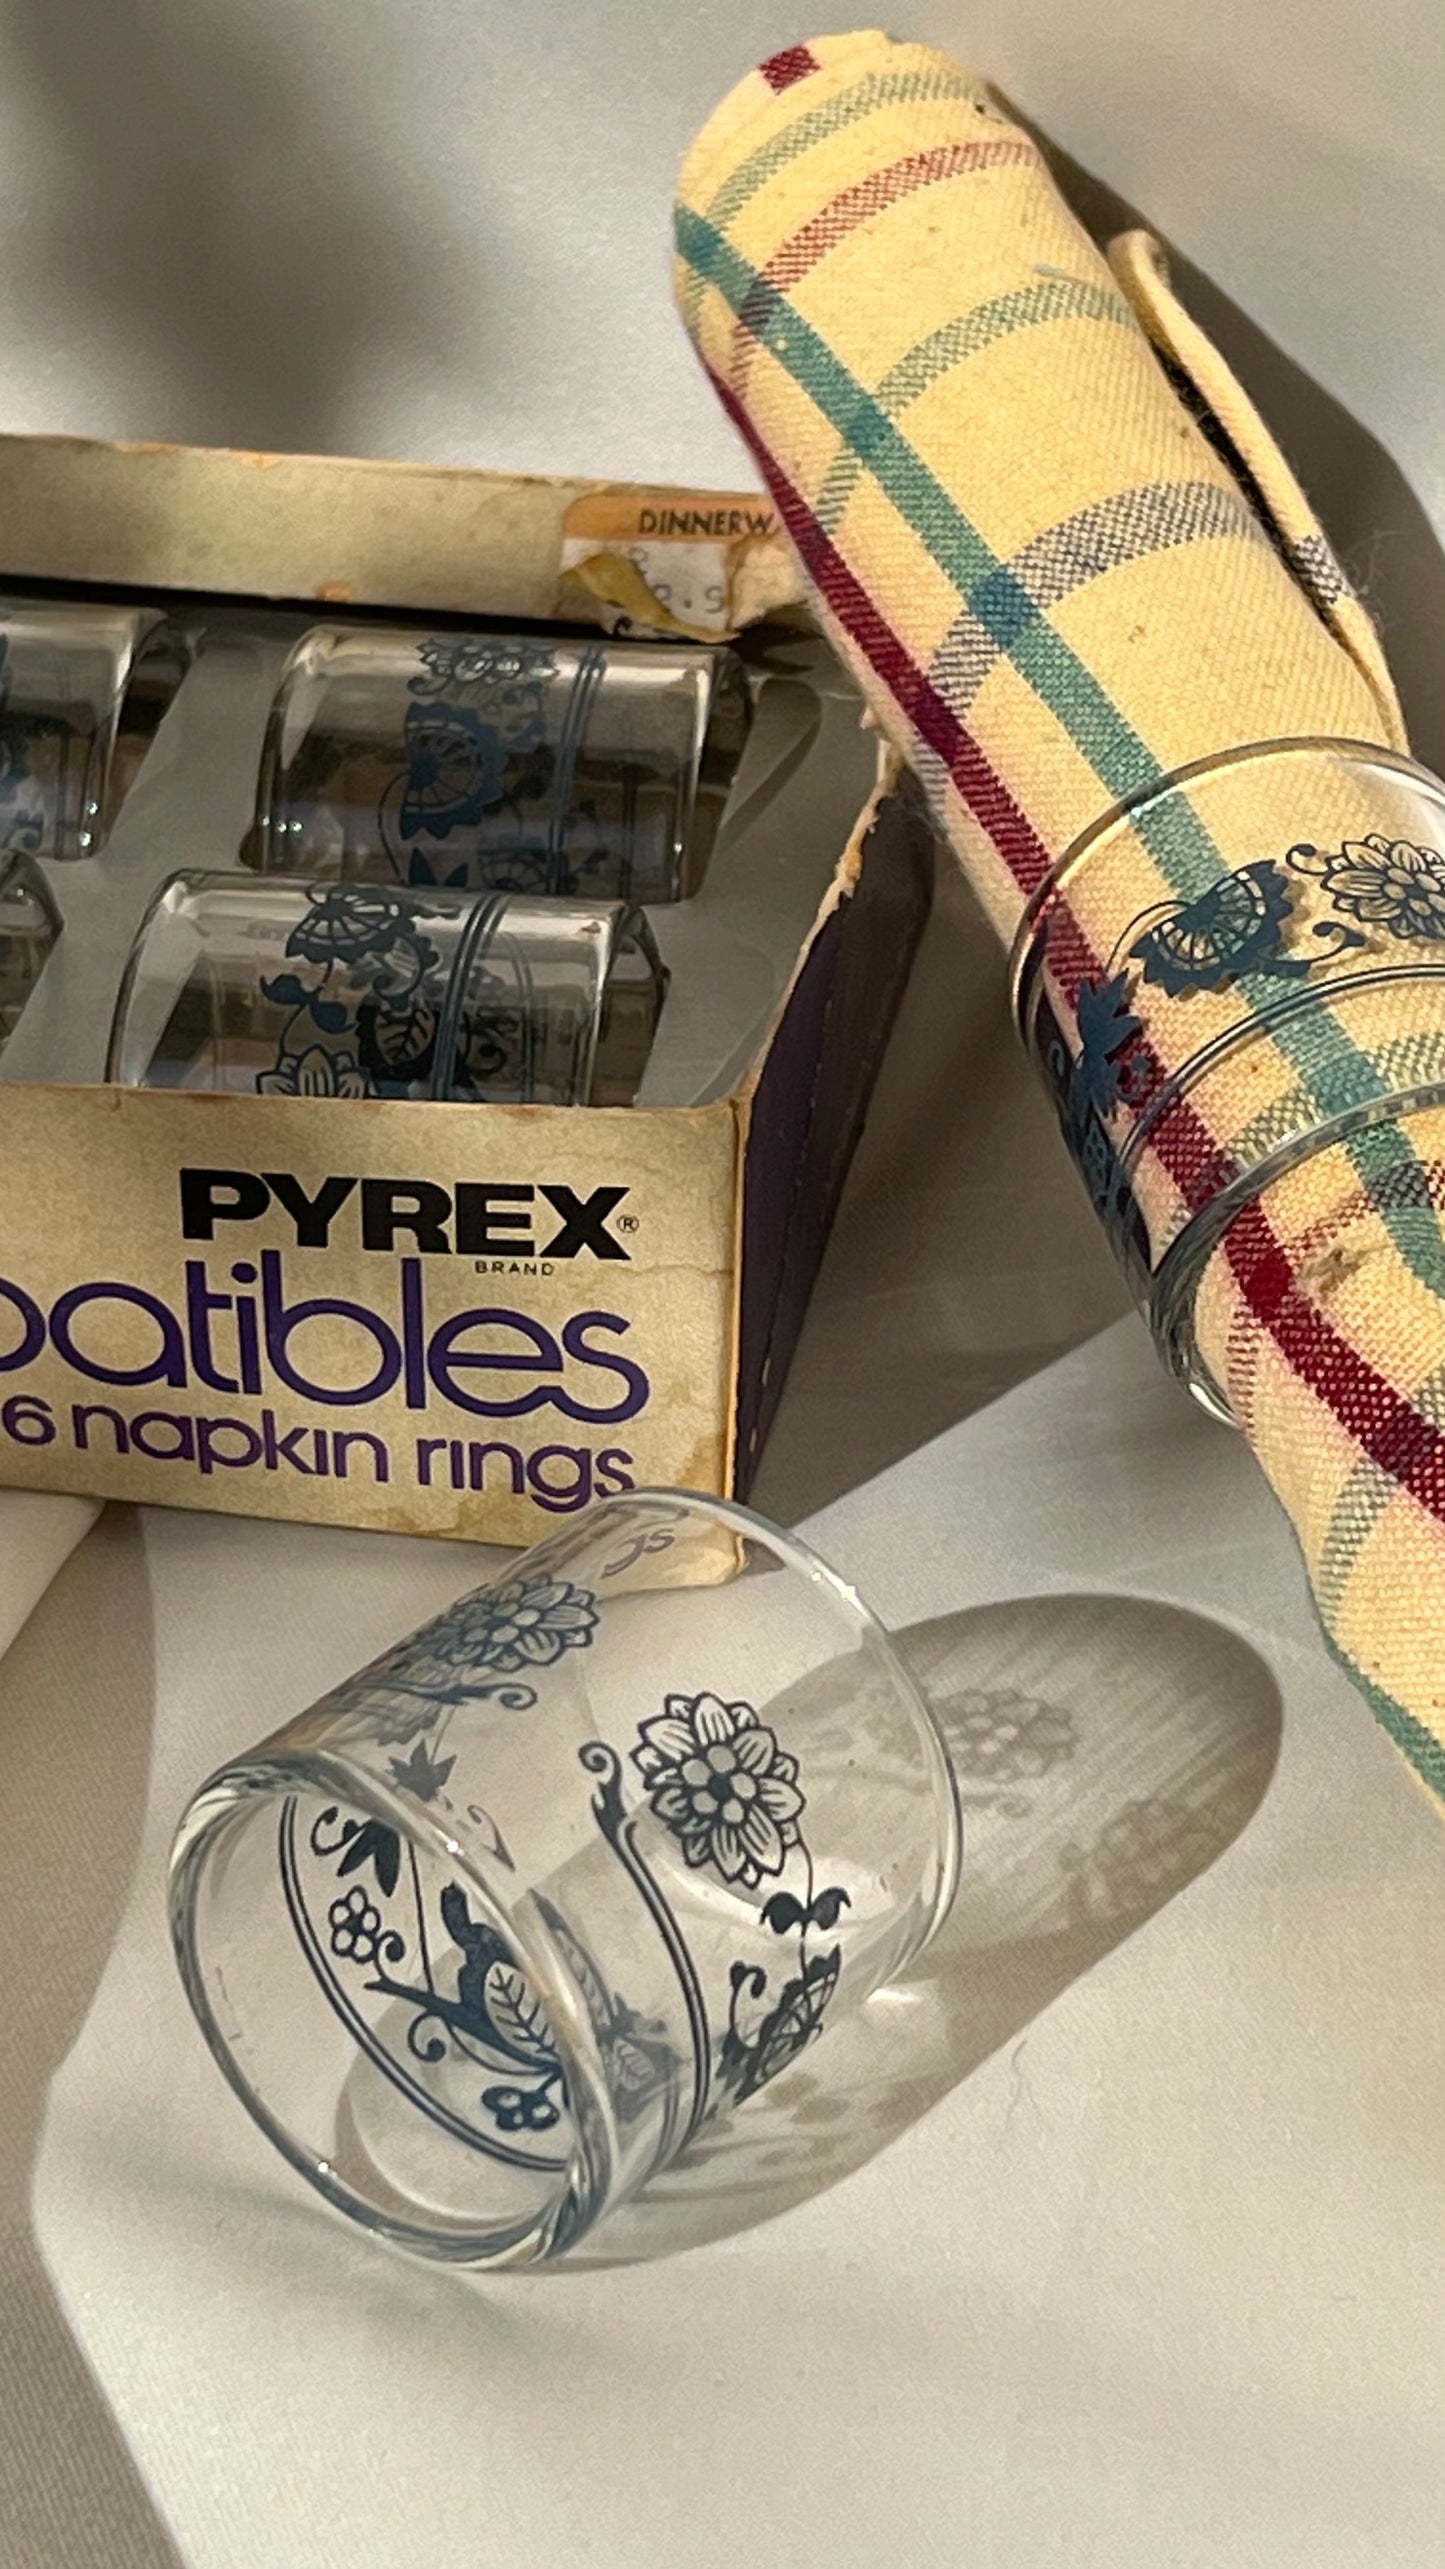 DINNERW
PYREX®
BRAND
patibles
6 napkin rings